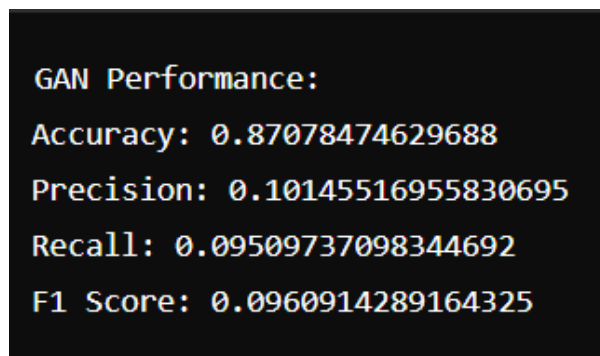 GAN Performance:
Accuracy: 0.87078474629688
Precision: 0.10145516955830695
Recall: 0.09509737098344692
F1 Score: 0.0960914289164325